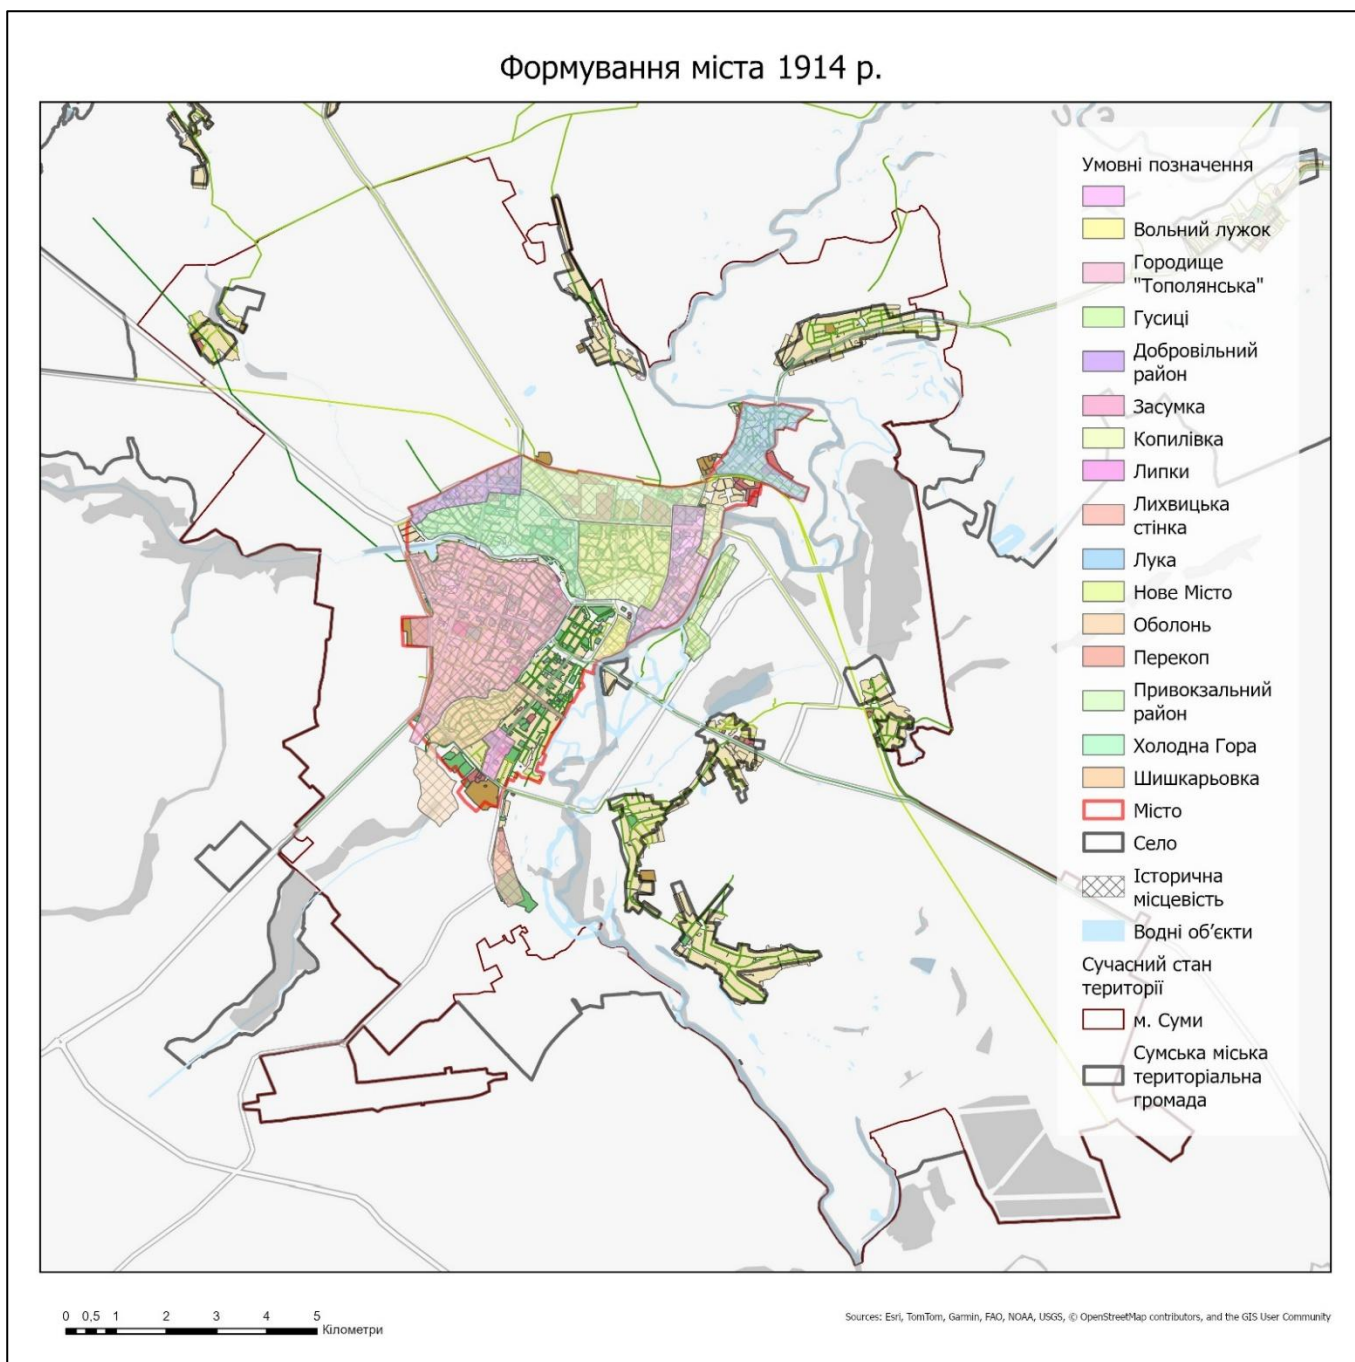 Формування міста 1914 р.
Умовні позначення
Вольний лужок
Городище
"Тополянська"
Гусиці
Добровільний
район
Засумка
Копилівка
Липки
Лихвицька
стінка
Лука
Нове Місто
Оболонь
Перекоп
Привокзальний
район
Холодна Гора
Шишкарьовка
Місто
Село
Історична
місцевість
Водні об’єкти
Сучасний стан
території
м. Суми
Сумська міська
територіальна
громада
0 0,5 1 2 3 4 5
Кілометри
Sources: Esri, TomTom, Garmin, FAO, NOAA, USGS, © OpenStreetMap contributors, and the GIS User Community